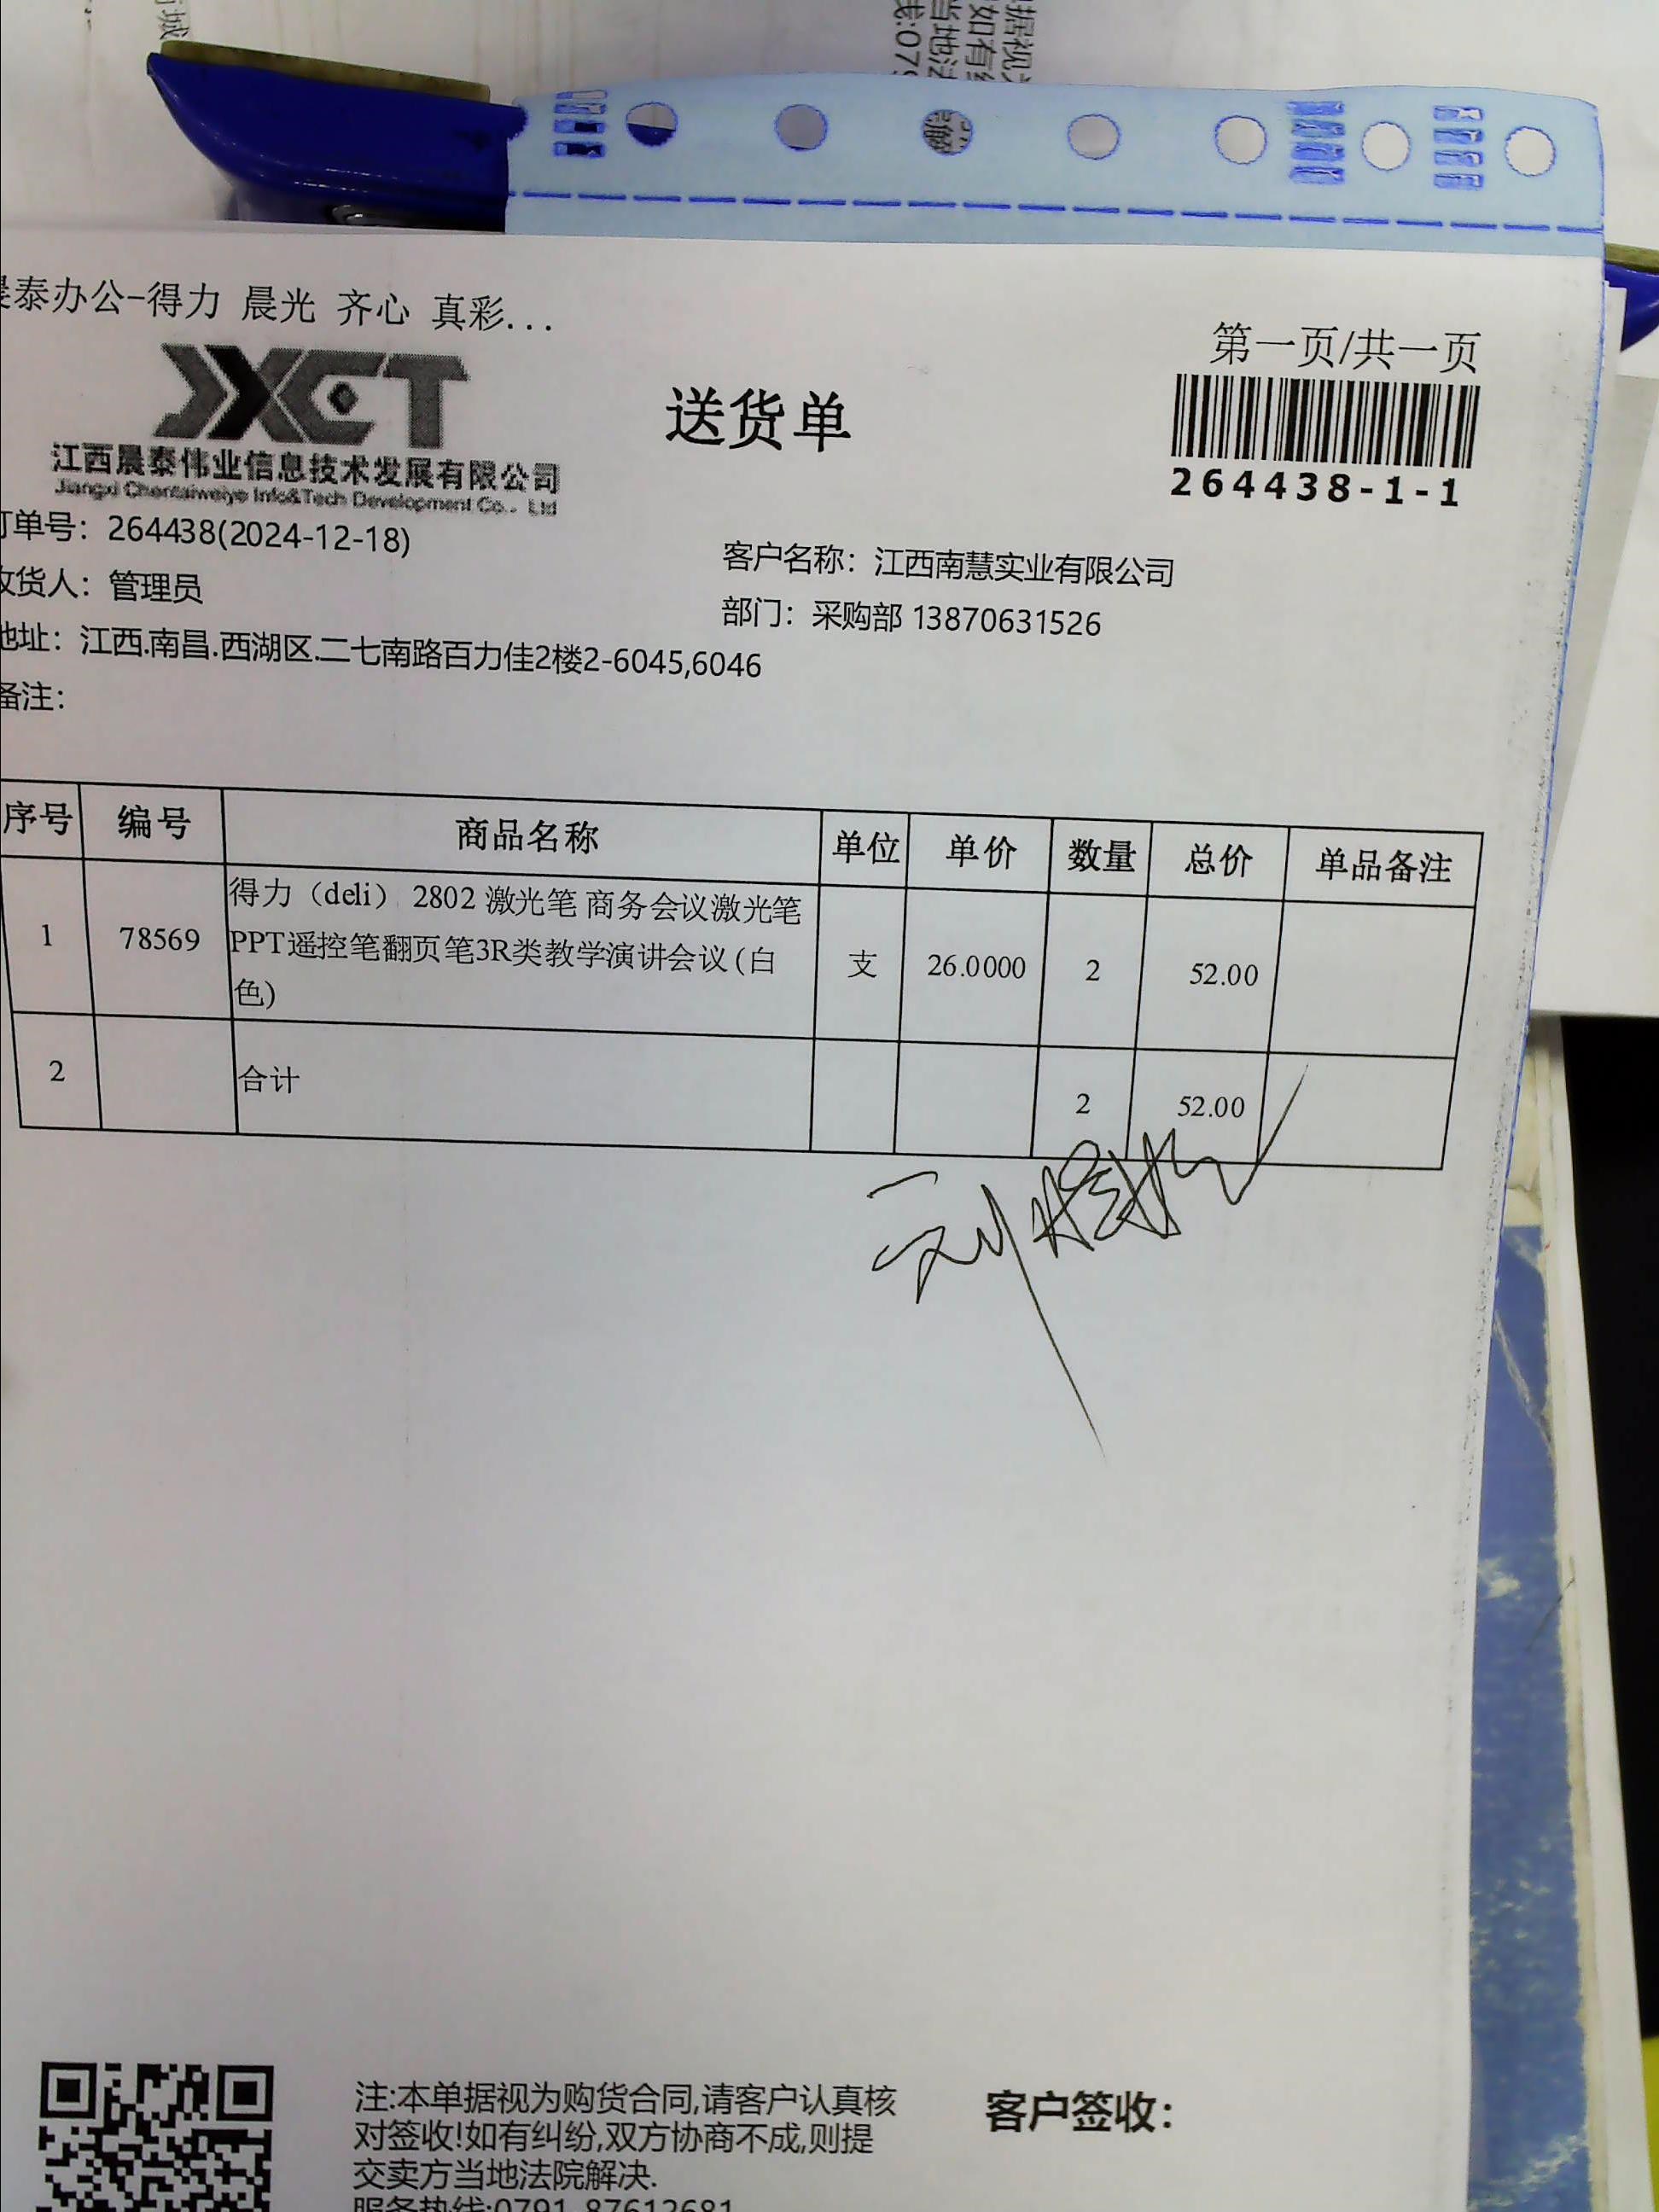 泰办公-得力 晨光 齐心 真彩...
第一页/共一页
JXCT
送货单
江西晨泰伟业信息技术发展有限公司
Jiangxi Chentaiweiye Info&Tech Development Co., Ltd
264438-1-1
订单号：264438(2024-12-18)
客户名称：江西南慧实业有限公司
收货人：管理员
部门：采购部 13870631526
地址：江西.南昌.西湖区.二七南路百力佳2楼2-6045,6046
备注：
序号 编号 商品名称 单位 单价 数量 总价 单品备注
1 78569 得力（deli） 2802 激光笔 商务会议激光笔
PPT遥控笔翻页笔3R类教学演讲会议(白
色) 支 26.0000 2 52.00
2 合计 2 52.00
注:本单据视为购货合同,请客户认真核
对签收!如有纠纷,双方协商不成,则提
交卖方当地法院解决.
服务热线:0791-87612681
客户签收：